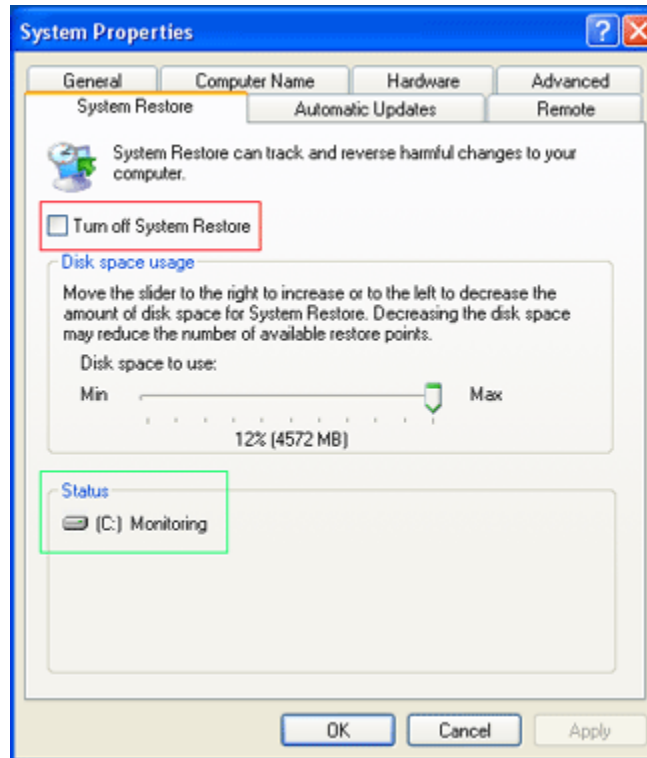 System Properties
General Computer Name Hardware Advanced
System Restore Automatic Updates Remote
System Restore can track and reverse harmful changes to your
computer.
Turn off System Restore
Disk space usage
Move the slider to the right to increase or to the left to decrease the
amount of disk space for System Restore. Decreasing the disk space
may reduce the number of available restore points.
Disk space to use:
Min Max
12% (4572 MB)
Status
(C:) Monitoring
OK Cancel Apply